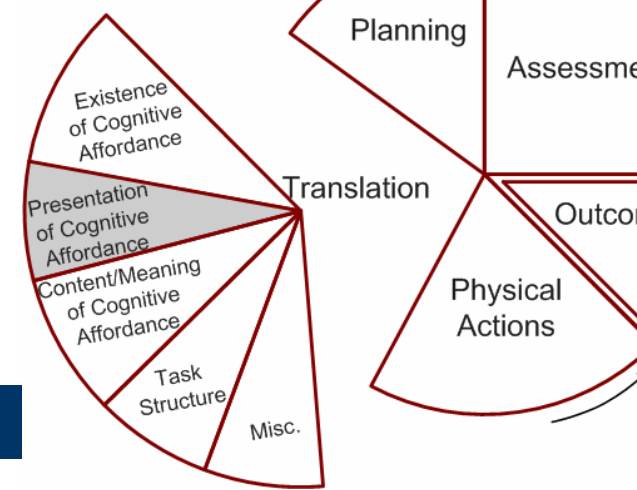 Planning
Assessme
Existence
of Cognitive
Affordance
Translation
Presentation
of Cognitive
Affordance
Outcor
Content/Meaning
of Cognitive
Affordance
Physical
Actions
Task
Structure
Misc.